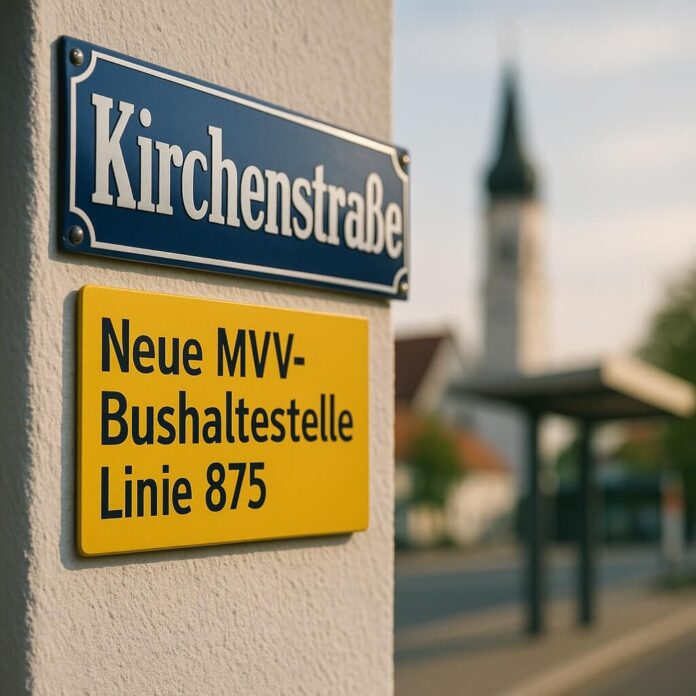 Kirchenstraße
Neue MVV-
Bushaltestelle
Linie 875